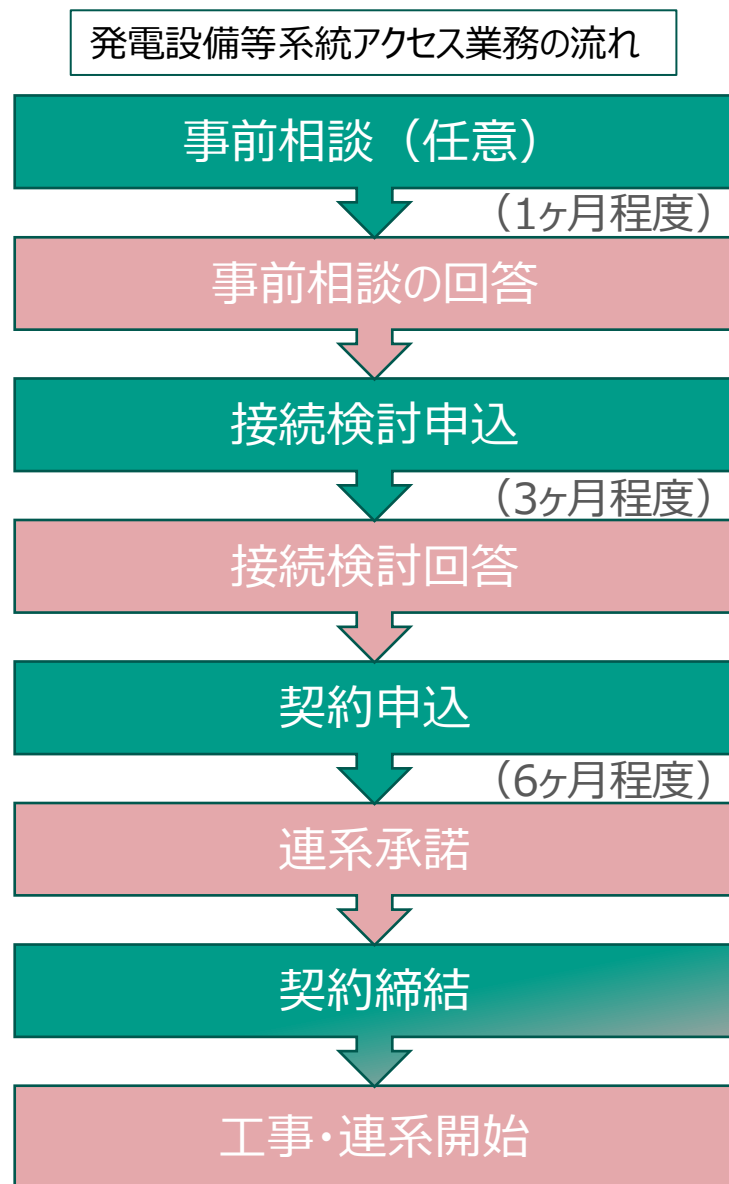 発電設備等系統アクセス業務の流れ
事前相談（任意）
（1ヶ月程度）
事前相談の回答
接続検討申込
（3ヶ月程度）
接続検討回答
契約申込
（6ヶ月程度）
連系承諾
契約締結
工事・連系開始